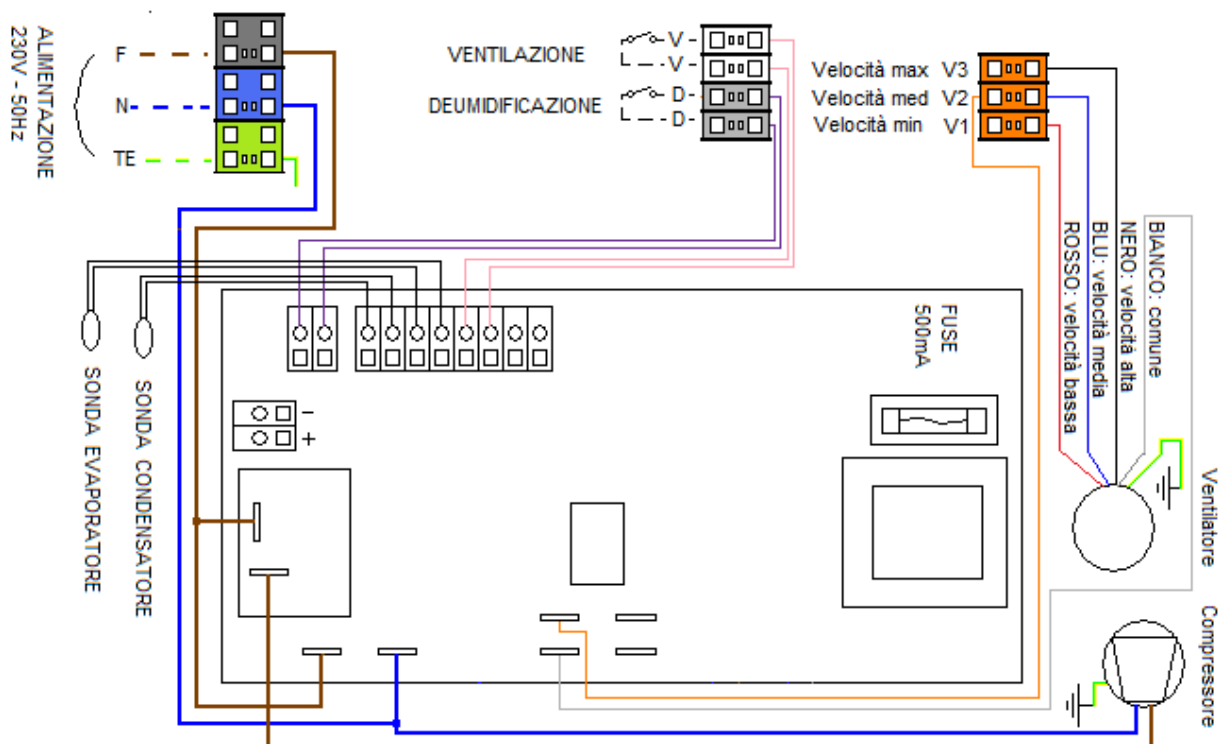 ALIMENTAZIONE
230V - 50Hz
F
N
TE
VENTILAZIONE
V
V
DEUMIDIFICAZIONE
D
D
Velocità max V3
Velocità med V2
Velocità min V1
BIANCO: comune
NERO: velocità alta
BLU: velocità media
ROSSO: velocità bassa
FUSE
500mA
-
+
SONDA EVAPORATORE
SONDA CONDENSATORE
Ventilatore
Compressore